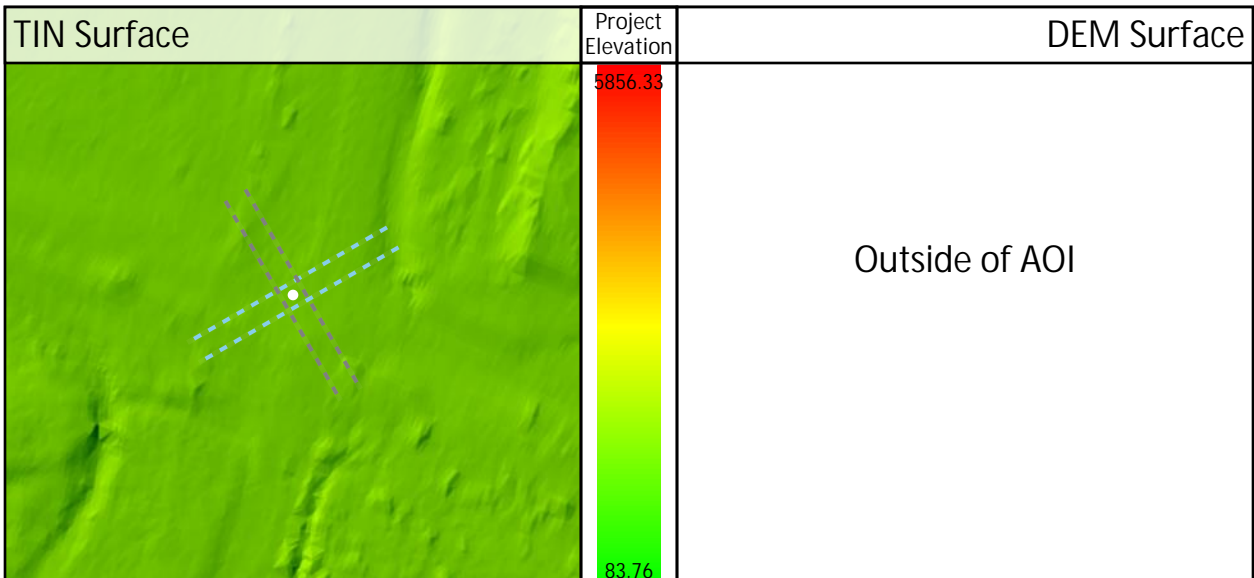 TIN Surface
Project
Elevation
DEM Surface
5856.33
Outside of AOI
83.76